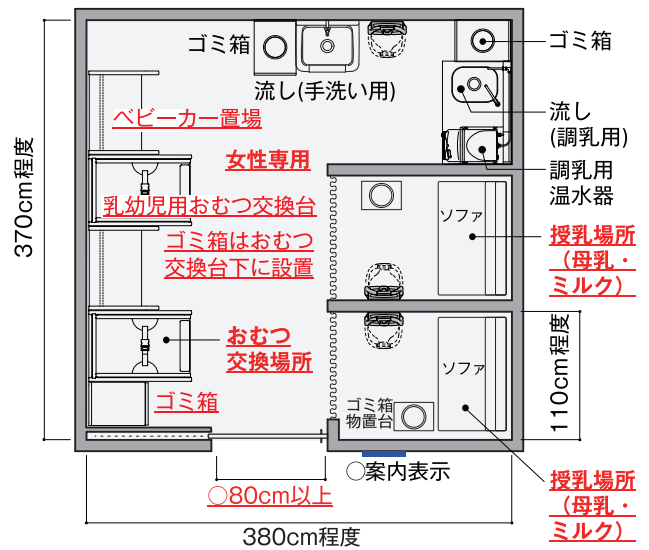 ゴミ箱
ゴミ箱
流し(手洗い用)
ベビーカー置場
流し
(調乳用)
女性専用
調乳用
温水器
370cm程度
乳幼児用おむつ交換台
ソファ
ゴミ箱はおむつ
交換台下に設置
授乳場所
（母乳・
ミルク）
おむつ
交換場所
ソファ
110cm程度
ゴミ箱
ゴミ箱
物置台
○案内表示
○80cm以上
授乳場所
（母乳・
ミルク）
380cm程度